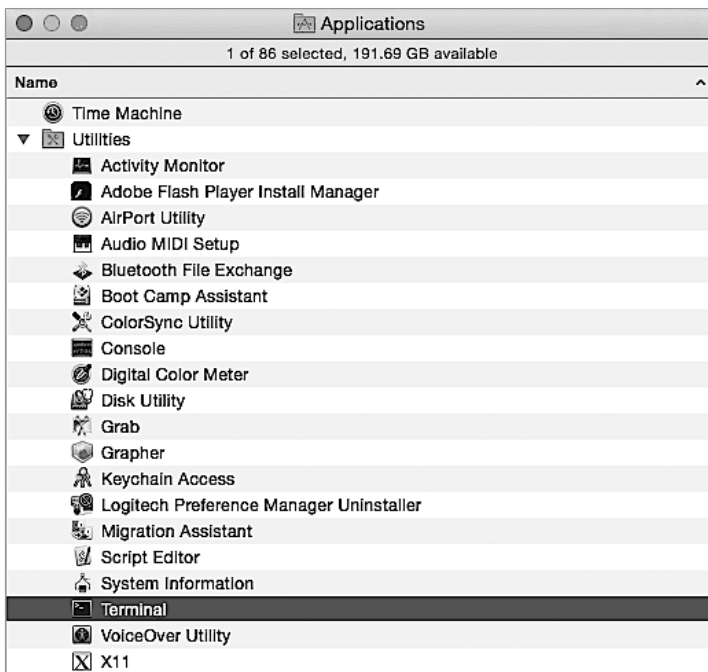 Applications
1 of 86 selected, 191.69 GB available
Name
Time Machine
Utilities
Activity Monitor
Adobe Flash Player Install Manager
AirPort Utility
Audio MIDI Setup
Bluetooth File Exchange
Boot Camp Assistant
ColorSync Utility
Console
Digital Color Meter
Disk Utility
Grab
Grapher
Keychain Access
Logitech Preference Manager Uninstaller
Migration Assistant
Script Editor
System Information
Terminal
VoiceOver Utility
X11